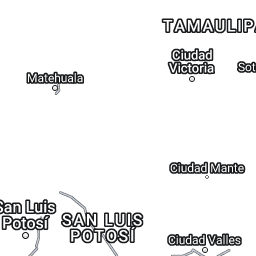 TAMAULIPA
Ciudad
Victoria
Sot
Matehuala
Ciudad Mante
San Luis
Potosí
SAN LUIS
POTOSÍ
Ciudad Valles